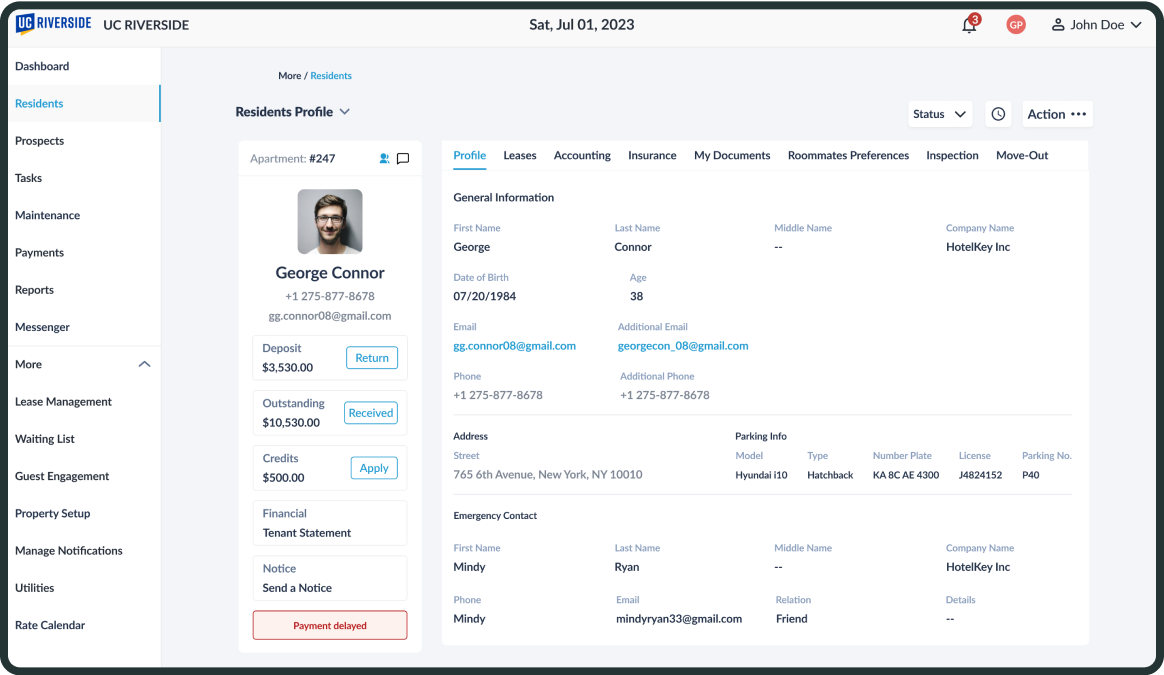 UC RIVERSIDE UC RIVERSIDE Sat, Jul 01, 2023 3 GP John Doe
Dashboard
Residents
Prospects
Tasks
Maintenance
Payments
Reports
Messenger
More
Lease Management
Waiting List
Guest Engagement
Property Setup
Manage Notifications
Utilities
Rate Calendar
More / Residents
Residents Profile
Status Action •••
Apartment: #247
George Connor
+1 275-877-8678
gg.connor08@gmail.com
Deposit
$3,530.00
Return
Outstanding
$10,530.00
Received
Credits
$500.00
Apply
Financial
Tenant Statement
Notice
Send a Notice
Payment delayed
Profile Leases Accounting Insurance My Documents Roommates Preferences Inspection Move-Out
General Information
First Name Last Name Middle Name Company Name
George Connor -- HotelKey Inc
Date of Birth Age
07/20/1984 38
Email Additional Email
gg.connor08@gmail.com georgecon_08@gmail.com
Phone Additional Phone
+1 275-877-8678 +1 275-877-8678
Address Parking Info
Street Model Type Number Plate License Parking No.
765 6th Avenue, New York, NY 10010 Hyundai i10 Hatchback KA 8C AE 4300 J4824152 P40
Emergency Contact
First Name Last Name Middle Name Company Name
Mindy Ryan -- HotelKey Inc
Phone Email Relation Details
Mindy mindyryan33@gmail.com Friend --